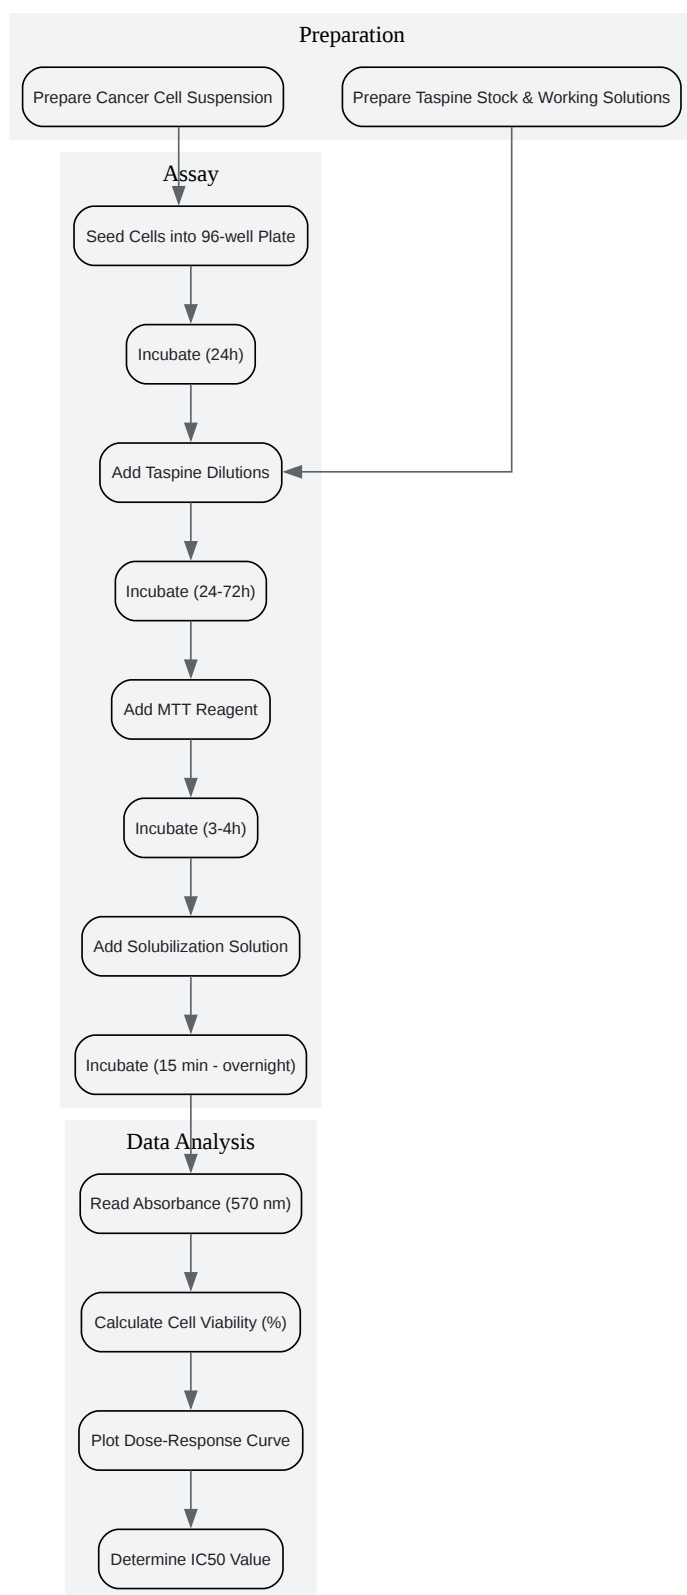 Preparation
Prepare Cancer Cell Suspension
Prepare Taspine Stock & Working Solutions
Assay
Seed Cells into 96-well Plate
Incubate (24h)
Add Taspine Dilutions
Incubate (24-72h)
Add MTT Reagent
Incubate (3-4h)
Add Solubilization Solution
Incubate (15 min - overnight)
Data Analysis
Read Absorbance (570 nm)
Calculate Cell Viability (%)
Plot Dose-Response Curve
Determine IC50 Value